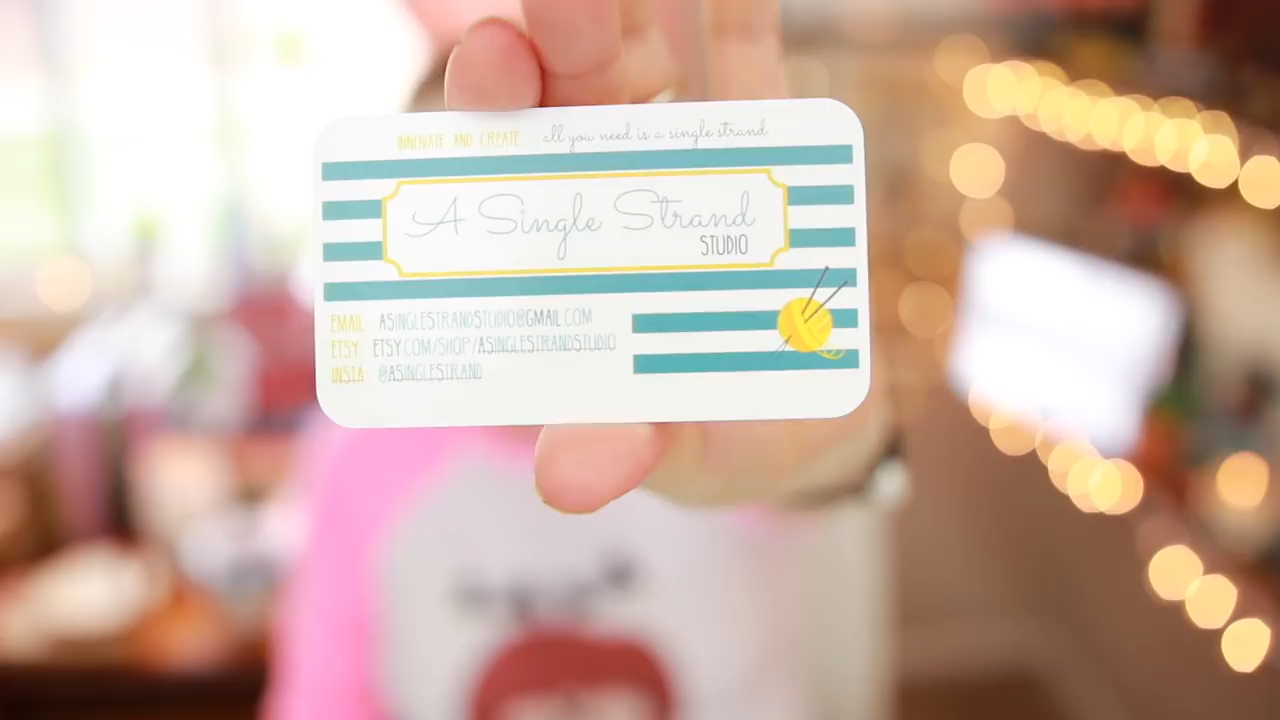 INNOVATE AND CREATE all you need is a single strand
A Single Strand
STUDIO
EMAIL: ASINGLESTRANDSTUDIO@GMAIL.COM
ETSY: ETSY.COM/SHOP/ASINGLESTRANDSTUDIO
INSTA: @ASINGLESTRAND